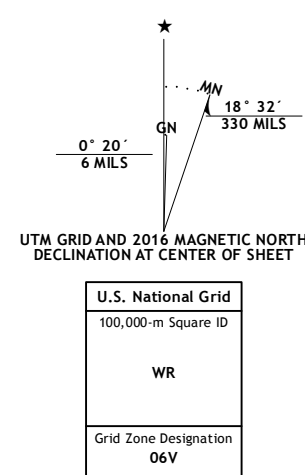 ★
MN
18° 32´
330 MILS
GN
0° 20´
6 MILS
UTM GRID AND 2016 MAGNETIC NORTH
DECLINATION AT CENTER OF SHEET
U.S. National Grid
100,000-m Square ID
WR
Grid Zone Designation
06V